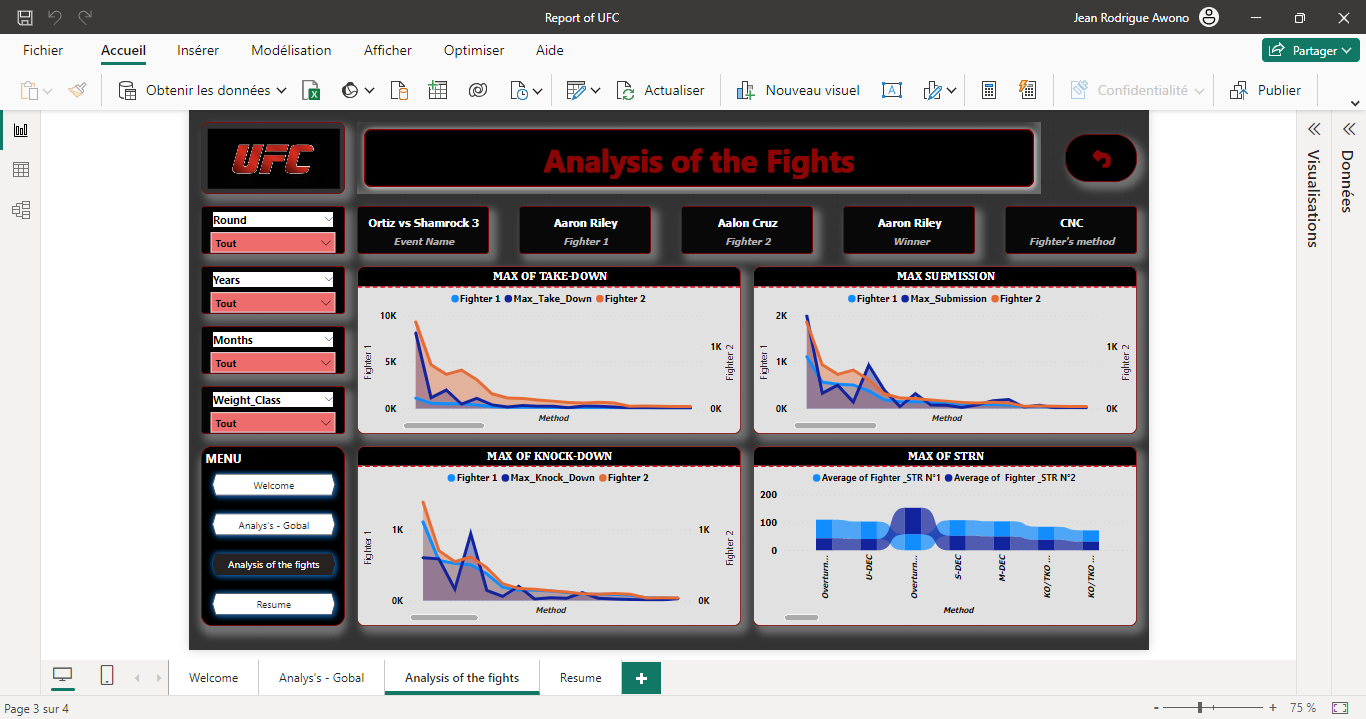 Report of UFC
Jean Rodrigue Awono
Fichier Accueil Insérer Modélisation Afficher Optimiser Aide
Partager
Obtenir les données
Actualiser
Nouveau visuel
A
Confidentialité
Publier
UFC
Analysis of the Fights
Visualisations
Données
Round
Tout
Years
Tout
Months
Tout
Weight_Class
Tout
MENU
Welcome
Analys's - Gobal
Analysis of the fights
Resume
Ortiz vs Shamrock 3
Event Name
Aaron Riley
Fighter 1
Aalon Cruz
Fighter 2
Aaron Riley
Winner
CNC
Fighter's method
MAX OF TAKE-DOWN
Fighter 1 Max_Take_Down Fighter 2
10K
5K
0K
Fighter 1
1K
0K
Fighter 2
Method
MAX SUBMISSION
Fighter 1 Max_Submission Fighter 2
2K
1K
0K
Fighter 1
1K
0K
Fighter 2
Method
MAX OF KNOCK-DOWN
Fighter 1 Max_Knock_Down Fighter 2
1K
0K
Fighter 1
1K
0K
Fighter 2
Method
MAX OF STRN
Average of Fighter _STR N°1 Average of Fighter _STR N°2
200
100
0
Overturn...
U-DEC
Overturn...
S-DEC
M-DEC
KO/TKO ...
KO/TKO ...
Method
Welcome Analys's - Gobal Analysis of the fights Resume
Page 3 sur 4
- + 75 %